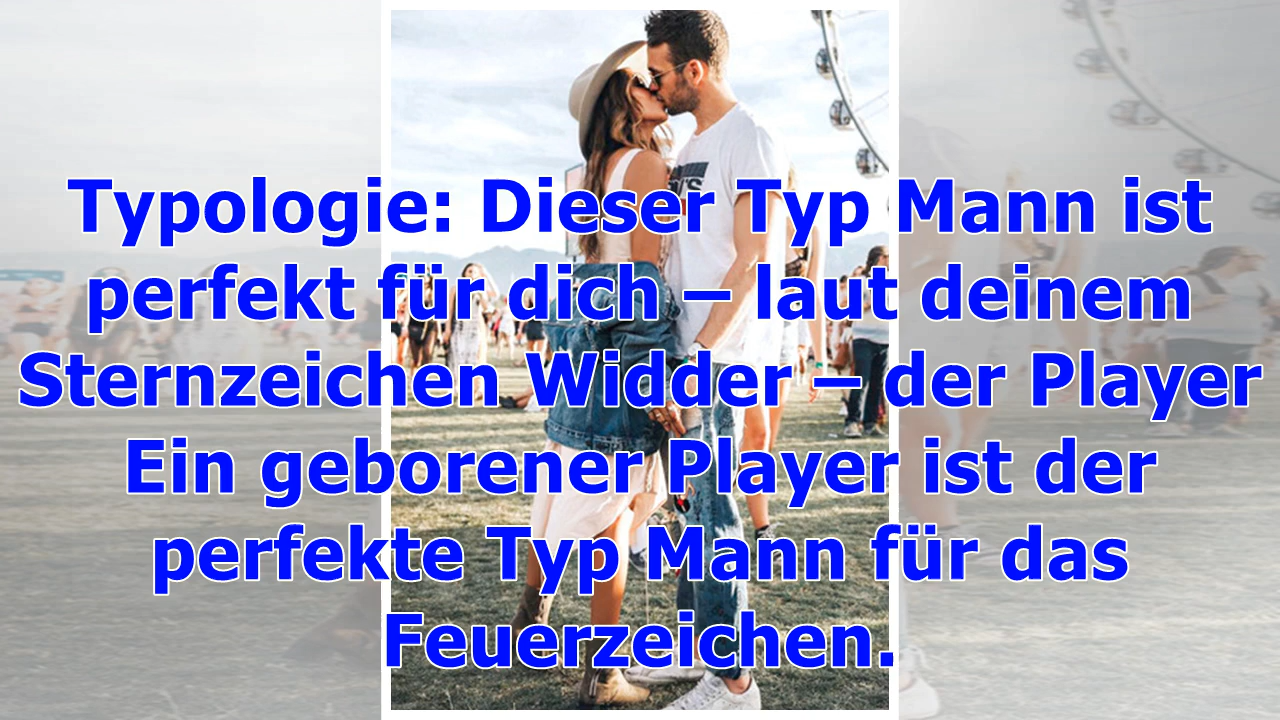 Typologie: Dieser Typ Mann ist
perfekt für dich – laut deinem
Sternzeichen Widder – der Player
Ein geborener Player ist der
perfekte Typ Mann für das
Feuerzeichen.